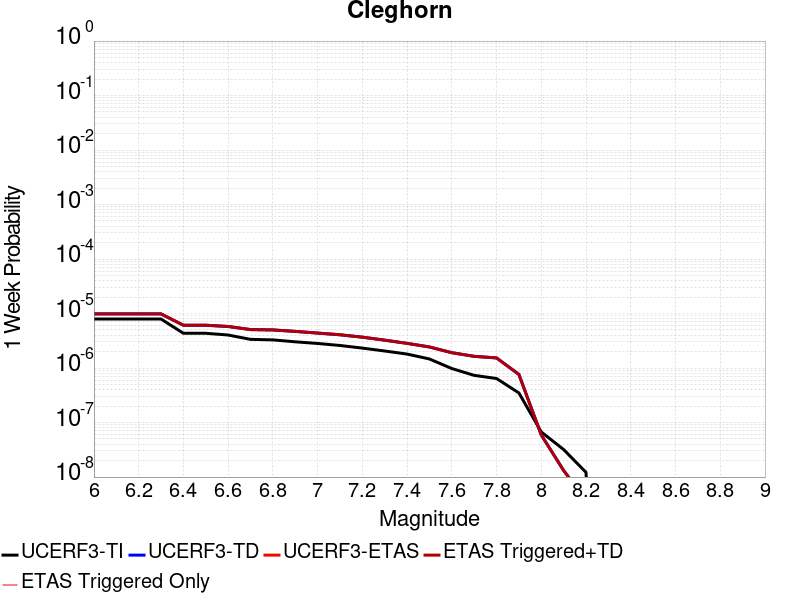 Cleghorn
10^0
10^-1
10^-2
10^-3
10^-4
10^-5
10^-6
10^-7
10^-8
1 Week Probability
6 6.2 6.4 6.6 6.8 7 7.2 7.4 7.6 7.8 8 8.2 8.4 8.6 8.8 9
Magnitude
UCERF3-TI UCERF3-TD UCERF3-ETAS ETAS Triggered+TD
ETAS Triggered Only